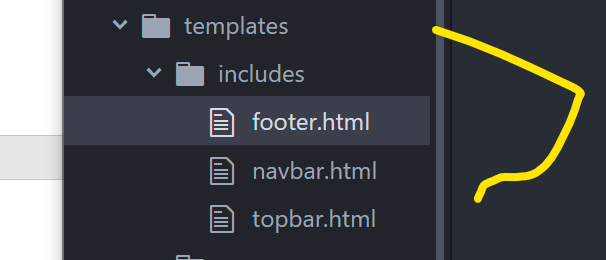 templates
includes
footer.html
navbar.html
topbar.html